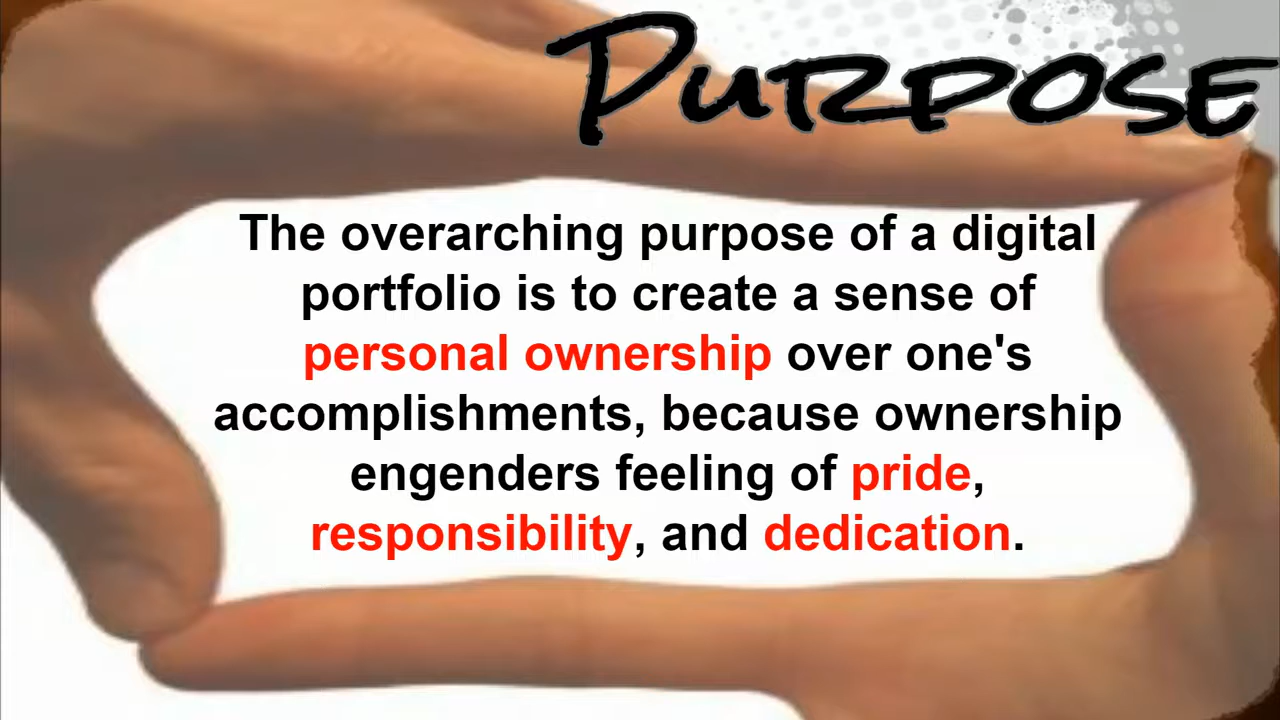 Purpose
The overarching purpose of a digital
portfolio is to create a sense of
personal ownership over one's
accomplishments, because ownership
engenders feeling of pride,
responsibility, and dedication.